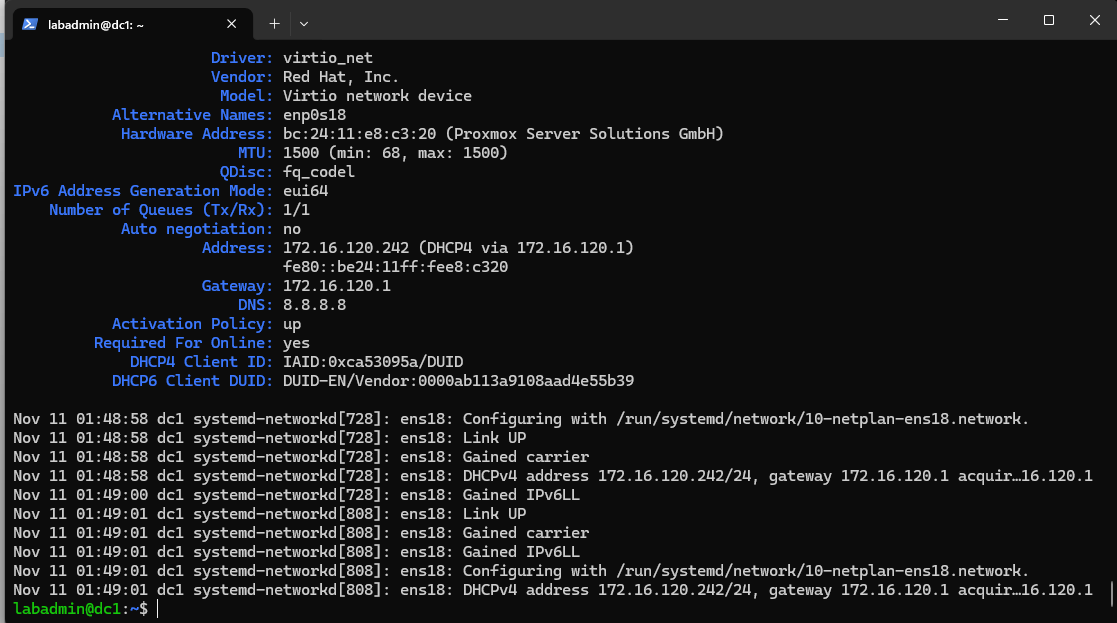 labadmin@dc1: ~
Driver: virtio_net
Vendor: Red Hat, Inc.
Model: Virtio network device
Alternative Names: enp0s18
Hardware Address: bc:24:11:e8:c3:20 (Proxmox Server Solutions GmbH)
MTU: 1500 (min: 68, max: 1500)
QDisc: fq_codel
IPv6 Address Generation Mode: eui64
Number of Queues (Tx/Rx): 1/1
Auto negotiation: no
Address: 172.16.120.242 (DHCP4 via 172.16.120.1)
fe80::be24:11ff:fee8:c320
Gateway: 172.16.120.1
DNS: 8.8.8.8
Activation Policy: up
Required For Online: yes
DHCP4 Client ID: IAID:0xca53095a/DUID
DHCP6 Client DUID: DUID-EN/Vendor:0000ab113a9108aad4e55b39
Nov 11 01:48:58 dc1 systemd-networkd[728]: ens18: Configuring with /run/systemd/network/10-netplan-ens18.network.
Nov 11 01:48:58 dc1 systemd-networkd[728]: ens18: Link UP
Nov 11 01:48:58 dc1 systemd-networkd[728]: ens18: Gained carrier
Nov 11 01:48:58 dc1 systemd-networkd[728]: ens18: DHCPv4 address 172.16.120.242/24, gateway 172.16.120.1 acquir…16.120.1
Nov 11 01:49:00 dc1 systemd-networkd[728]: ens18: Gained IPv6LL
Nov 11 01:49:01 dc1 systemd-networkd[808]: ens18: Link UP
Nov 11 01:49:01 dc1 systemd-networkd[808]: ens18: Gained carrier
Nov 11 01:49:01 dc1 systemd-networkd[808]: ens18: Gained IPv6LL
Nov 11 01:49:01 dc1 systemd-networkd[808]: ens18: Configuring with /run/systemd/network/10-netplan-ens18.network.
Nov 11 01:49:01 dc1 systemd-networkd[808]: ens18: DHCPv4 address 172.16.120.242/24, gateway 172.16.120.1 acquir…16.120.1
labadmin@dc1:~$